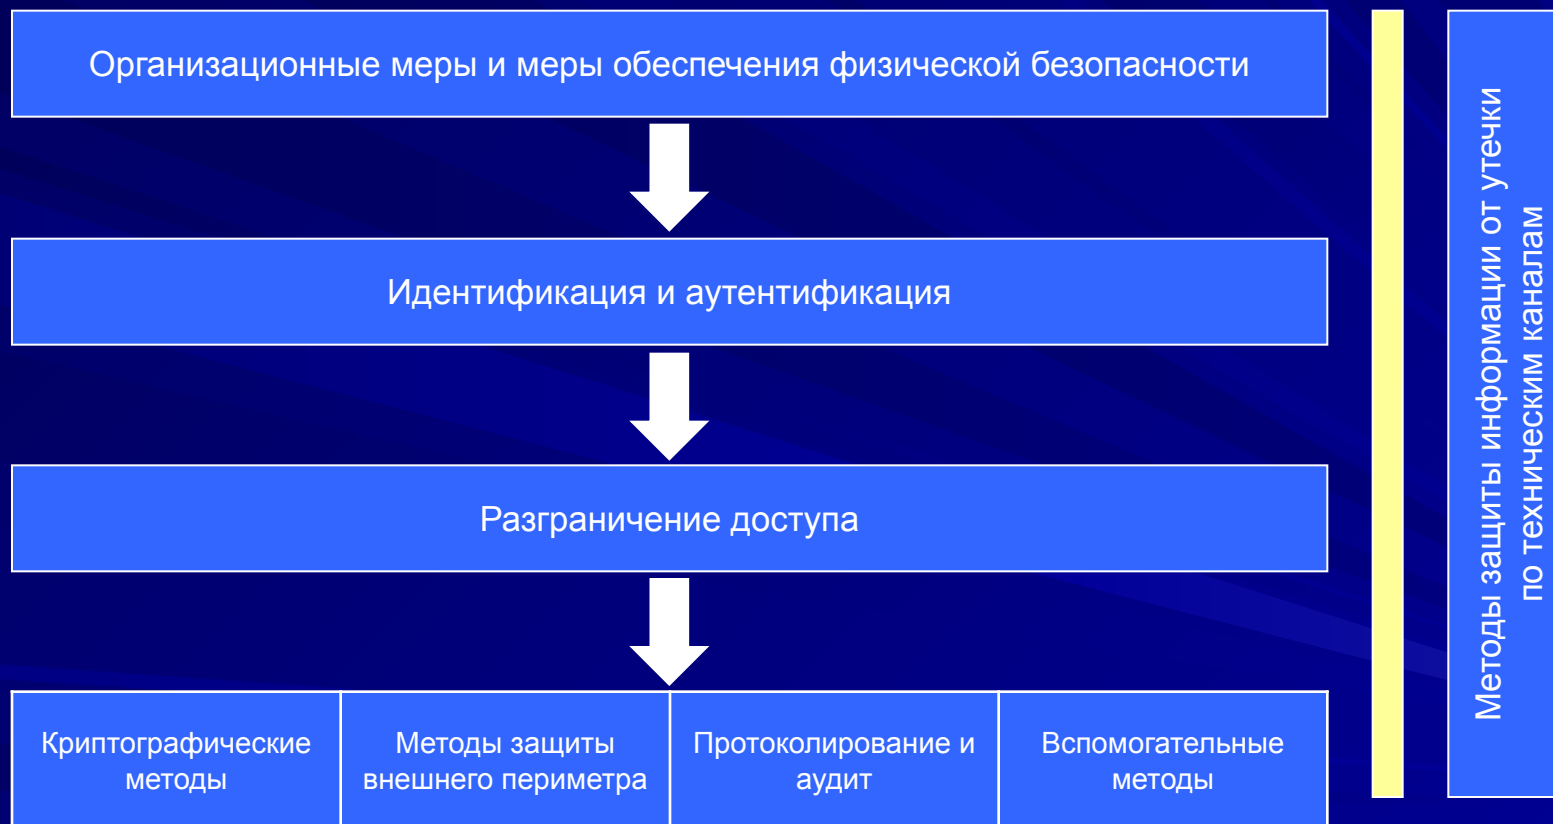 Организационные меры и меры обеспечения физической безопасности
Идентификация и аутентификация
Разграничение доступа
Криптографические
методы
Методы защиты
внешнего периметра
Протоколирование и
аудит
Вспомогательные
методы
Методы защиты информации от утечки
по техническим каналам